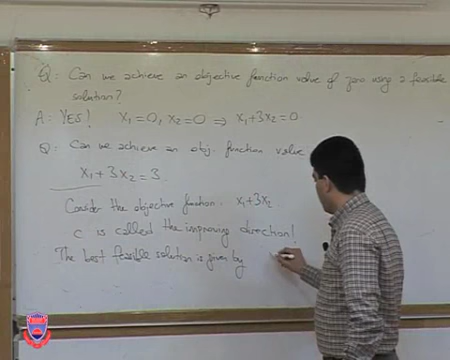 Q: Can we achieve an objective function value of zero using a feasible
solution?
A: YES! x₁=0, x₂=0 ⇒ x₁+3x₂=0
Q: Can we achieve an obj. function value
x₁+3x₂=3.
Consider the objective function. x₁+3x₂
c is called the improving direction!
The best feasible solution is given by